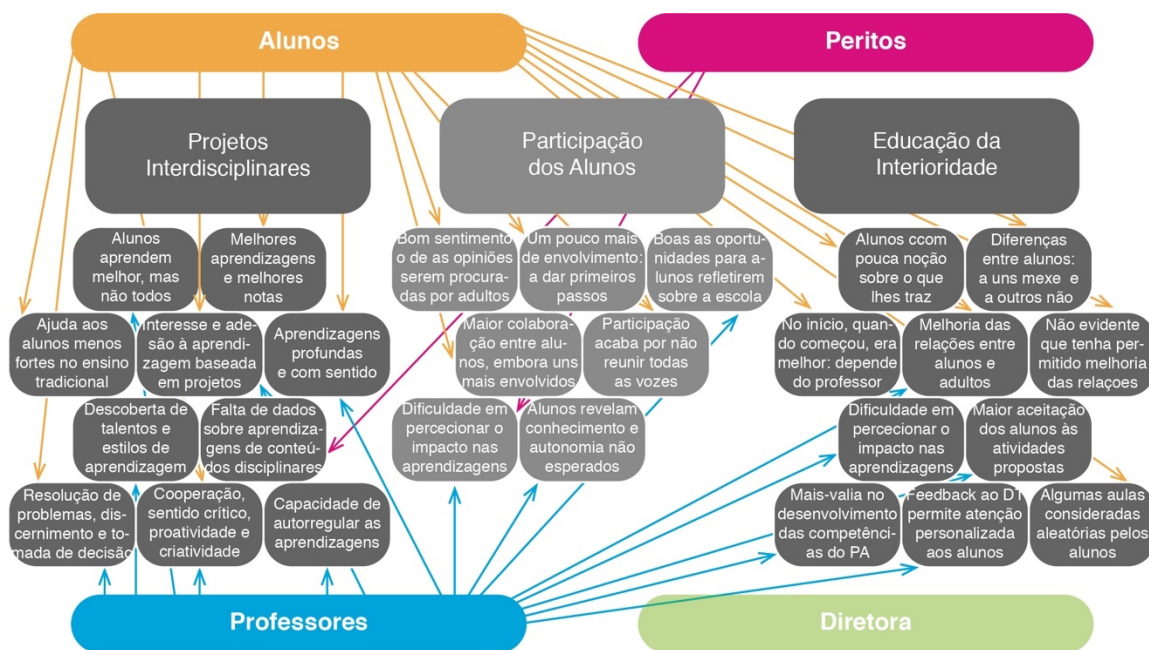 Alunos
Peritos
Projetos
Interdisciplinares
Participação
dos Alunos
Educação da
Interioridade
Alunos
aprendem
melhor, mas
não todos
Melhores
aprendizagens
e melhores
notas
Ajuda aos
alunos menos
fortes no ensino
tradicional
Interesse e ade-
são à aprendi-
zagem baseada
em projetos
Aprendizagens
profundas
e com sentido
Descoberta de
talentos e
estilos de
aprendizagem
Falta de dados
sobre aprendiza-
gens de conteú-
dos disciplinares
Resolução de
problemas, dis-
cernimento e to-
mada de decisão
Cooperação,
sentido crítico,
proatividade e
criatividade
Capacidade de
autorregular as
aprendizagens
Bom sentimento
o de as opiniões
serem procura-
das por adultos
Um pouco mais
de envolvimento:
a dar primeiros
passos
Boas as oportu-
nidades para a-
lunos refletirem
sobre a escola
Maior colabora-
ção entre alu-
nos, embora uns
mais envolvidos
Participação
acaba por não
reunir todas
as vozes
Dificuldade em
percecionar o
impacto nas
aprendizagens
Alunos revelam
conhecimento e
autonomia não
esperados
Alunos ccom
pouca noção
sobre o que
lhes traz
Diferenças
entre alunos:
a uns mexe e
a outros não
No início, quan-
do começou, era
melhor: depende
do professor
Melhoria das
relações entre
alunos e
adultos
Não evidente
que tenha per-
mitido melhoria
das relaçoes
Dificuldade em
percecionar o
impacto nas
aprendizagens
Maior aceitação
dos alunos às
atividades
propostas
Mais-valia no
desenvolvimento
das competênci-
as do PA
Feedback ao DT
permite atenção
personalizada
aos alunos
Algumas aulas
consideradas
aleatórias pelos
alunos
Professores
Diretora